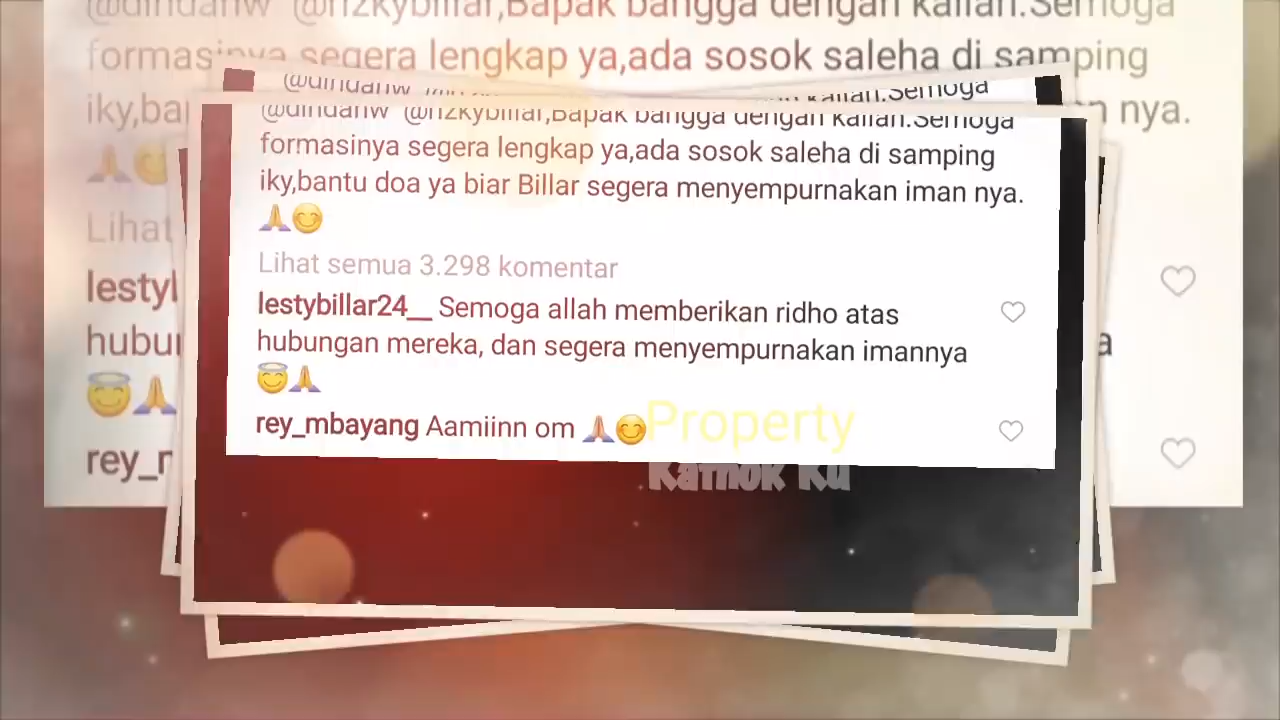 @dindahw @rizkybillar,Bapak bangga dengan kalian.Semoga
formasinya segera lengkap ya,ada sosok saleha di samping
iky,bantu doa ya biar Billar segera menyempurnakan iman nya.
🙏😊
Lihat semua 3.298 komentar
lestybillar24__ Semoga allah memberikan ridho atas
hubungan mereka, dan segera menyempurnakan imannya
😇🙏
rey_mbayang Aamiinn om 🙏😊
Property